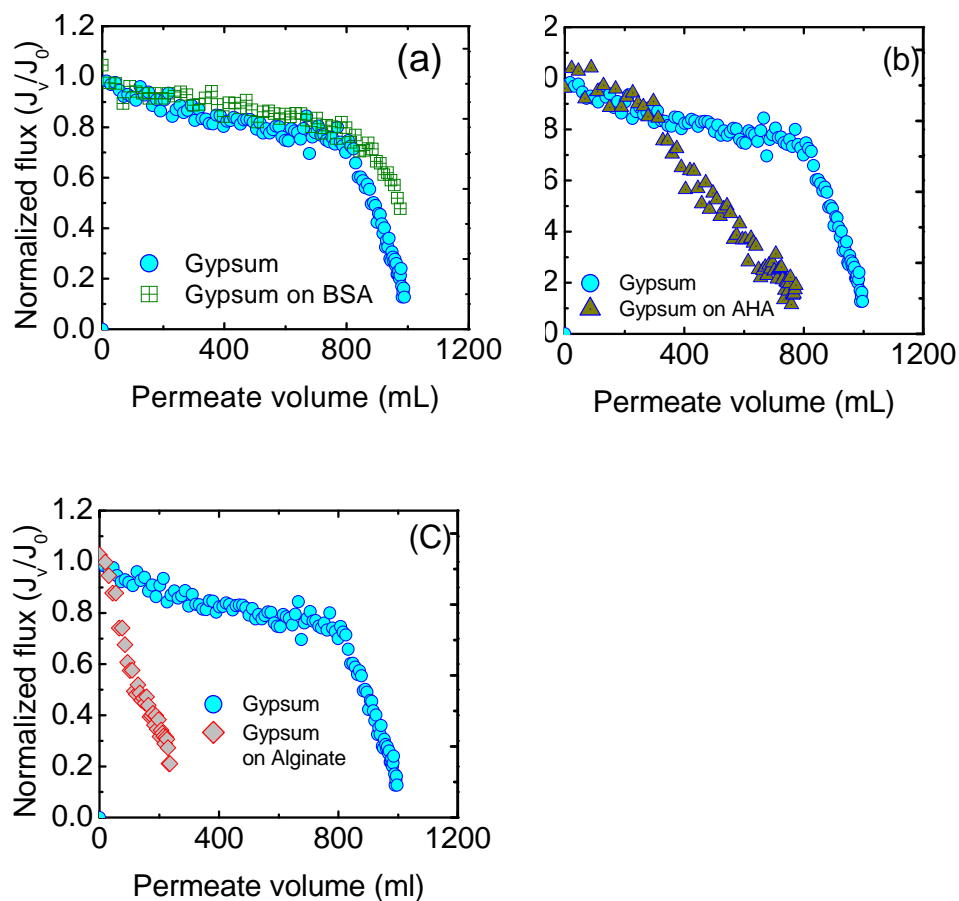 1.2
1.0
0.8
0.6
0.4
0.2
0.0
Normalized flux (Jv/J0)
(a)
Gypsum
Gypsum on BSA
0 400 800 1200
Permeate volume (mL)
2
0
8
6
4
2
0
(b)
Gypsum
Gypsum on AHA
0 400 800 1200
Permeate volume (mL)
1.2
1.0
0.8
0.6
0.4
0.2
0.0
Normalized flux (Jv/J0)
(C)
Gypsum
Gypsum
on Alginate
0 400 800 1200
Permeate volume (ml)